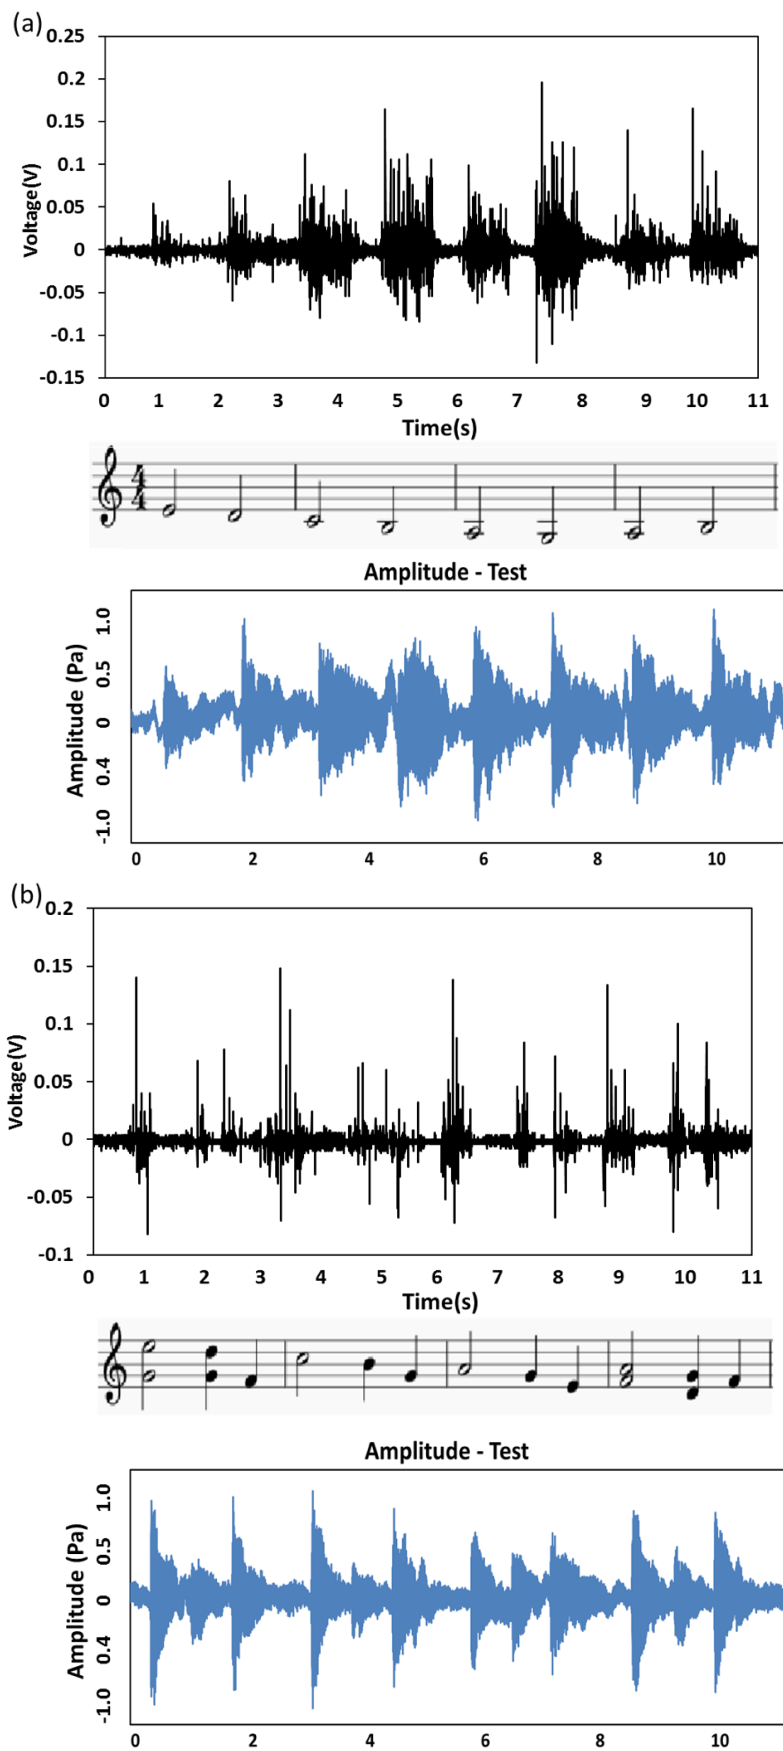 (a)
0.25
0.2
0.15
0.1
0.05
0
-0.05
-0.1
-0.15
Voltage(V)
0 1 2 3 4 5 6 7 8 9 10 11
Time(s)
4
4
Amplitude - Test
Amplitude (Pa)
1.0
0.5
0
0.4
-1.0
0 2 4 6 8 10
(b)
0.2
0.15
0.1
0.05
0
-0.05
-0.1
Voltage(V)
0 1 2 3 4 5 6 7 8 9 10 11
Time(s)
Amplitude - Test
Amplitude (Pa)
1.0
0.5
0
0.4
-1.0
0 2 4 6 8 10